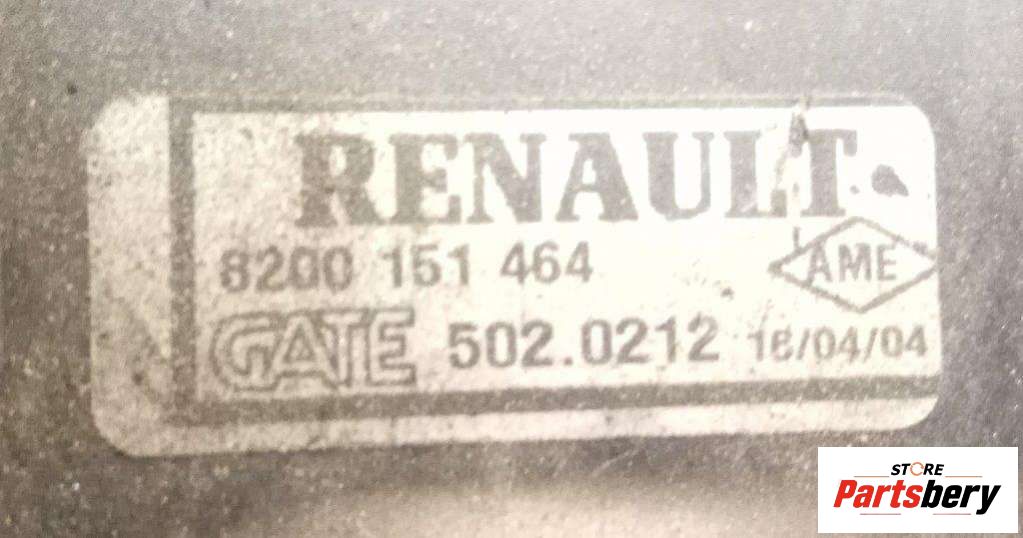 RENAULT
8200 151 464
AME
GATE 502.0212 16/04/04
STORE
Partsbery